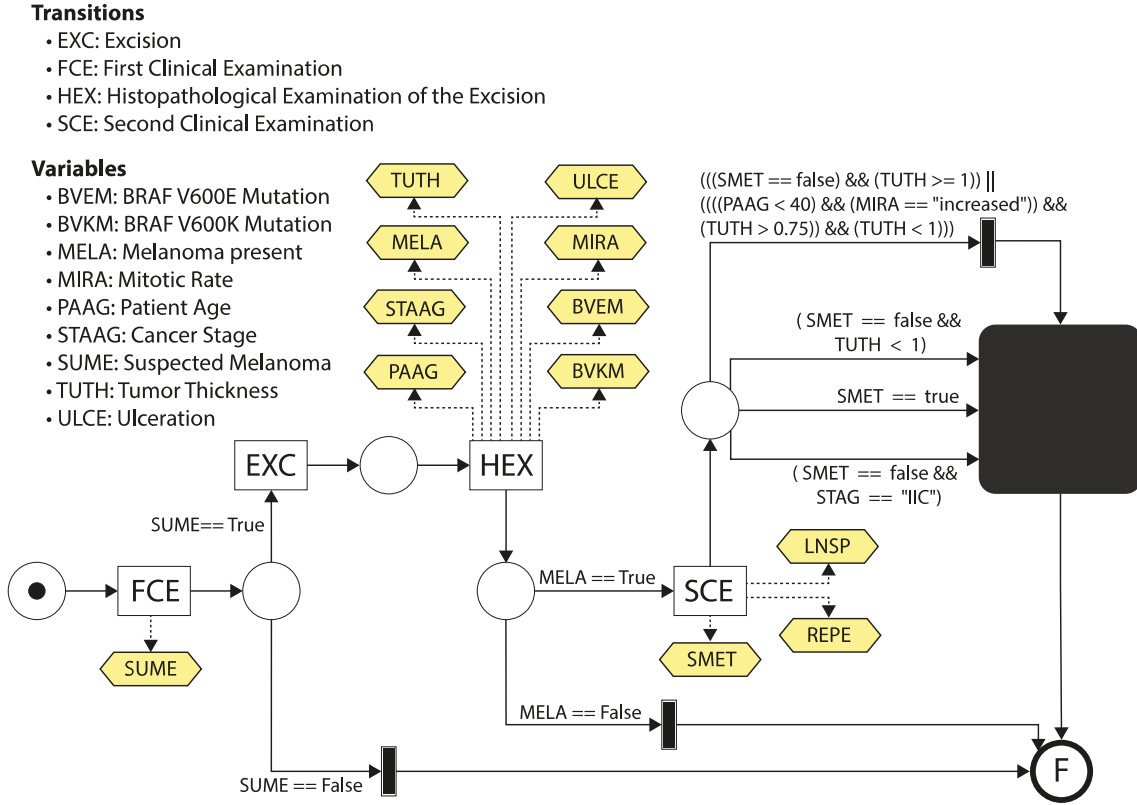 Transitions
• EXC: Excision
• FCE: First Clinical Examination
• HEX: Histopathological Examination of the Excision
• SCE: Second Clinical Examination
Variables
• BVEM: BRAF V600E Mutation
• BVKM: BRAF V600K Mutation
• MELA: Melanoma present
• MIRA: Mitotic Rate
• PAAG: Patient Age
• STAAG: Cancer Stage
• SUME: Suspected Melanoma
• TUTH: Tumor Thickness
• ULCE: Ulceration
TUTH
ULCE
MELA
MIRA
STAAG
BVEM
PAAG
BVKM
(((SMET == false) && (TUTH >= 1)) ||
((((PAAG < 40) && (MIRA == "increased")) &&
(TUTH > 0.75)) && (TUTH < 1)))
( SMET == false &&
TUTH < 1)
SMET == true
( SMET == false &&
STAG == "IIC")
EXC
HEX
SUME== True
FCE
SUME
MELA == True
SCE
LNSP
REPE
SMET
MELA == False
SUME == False
F